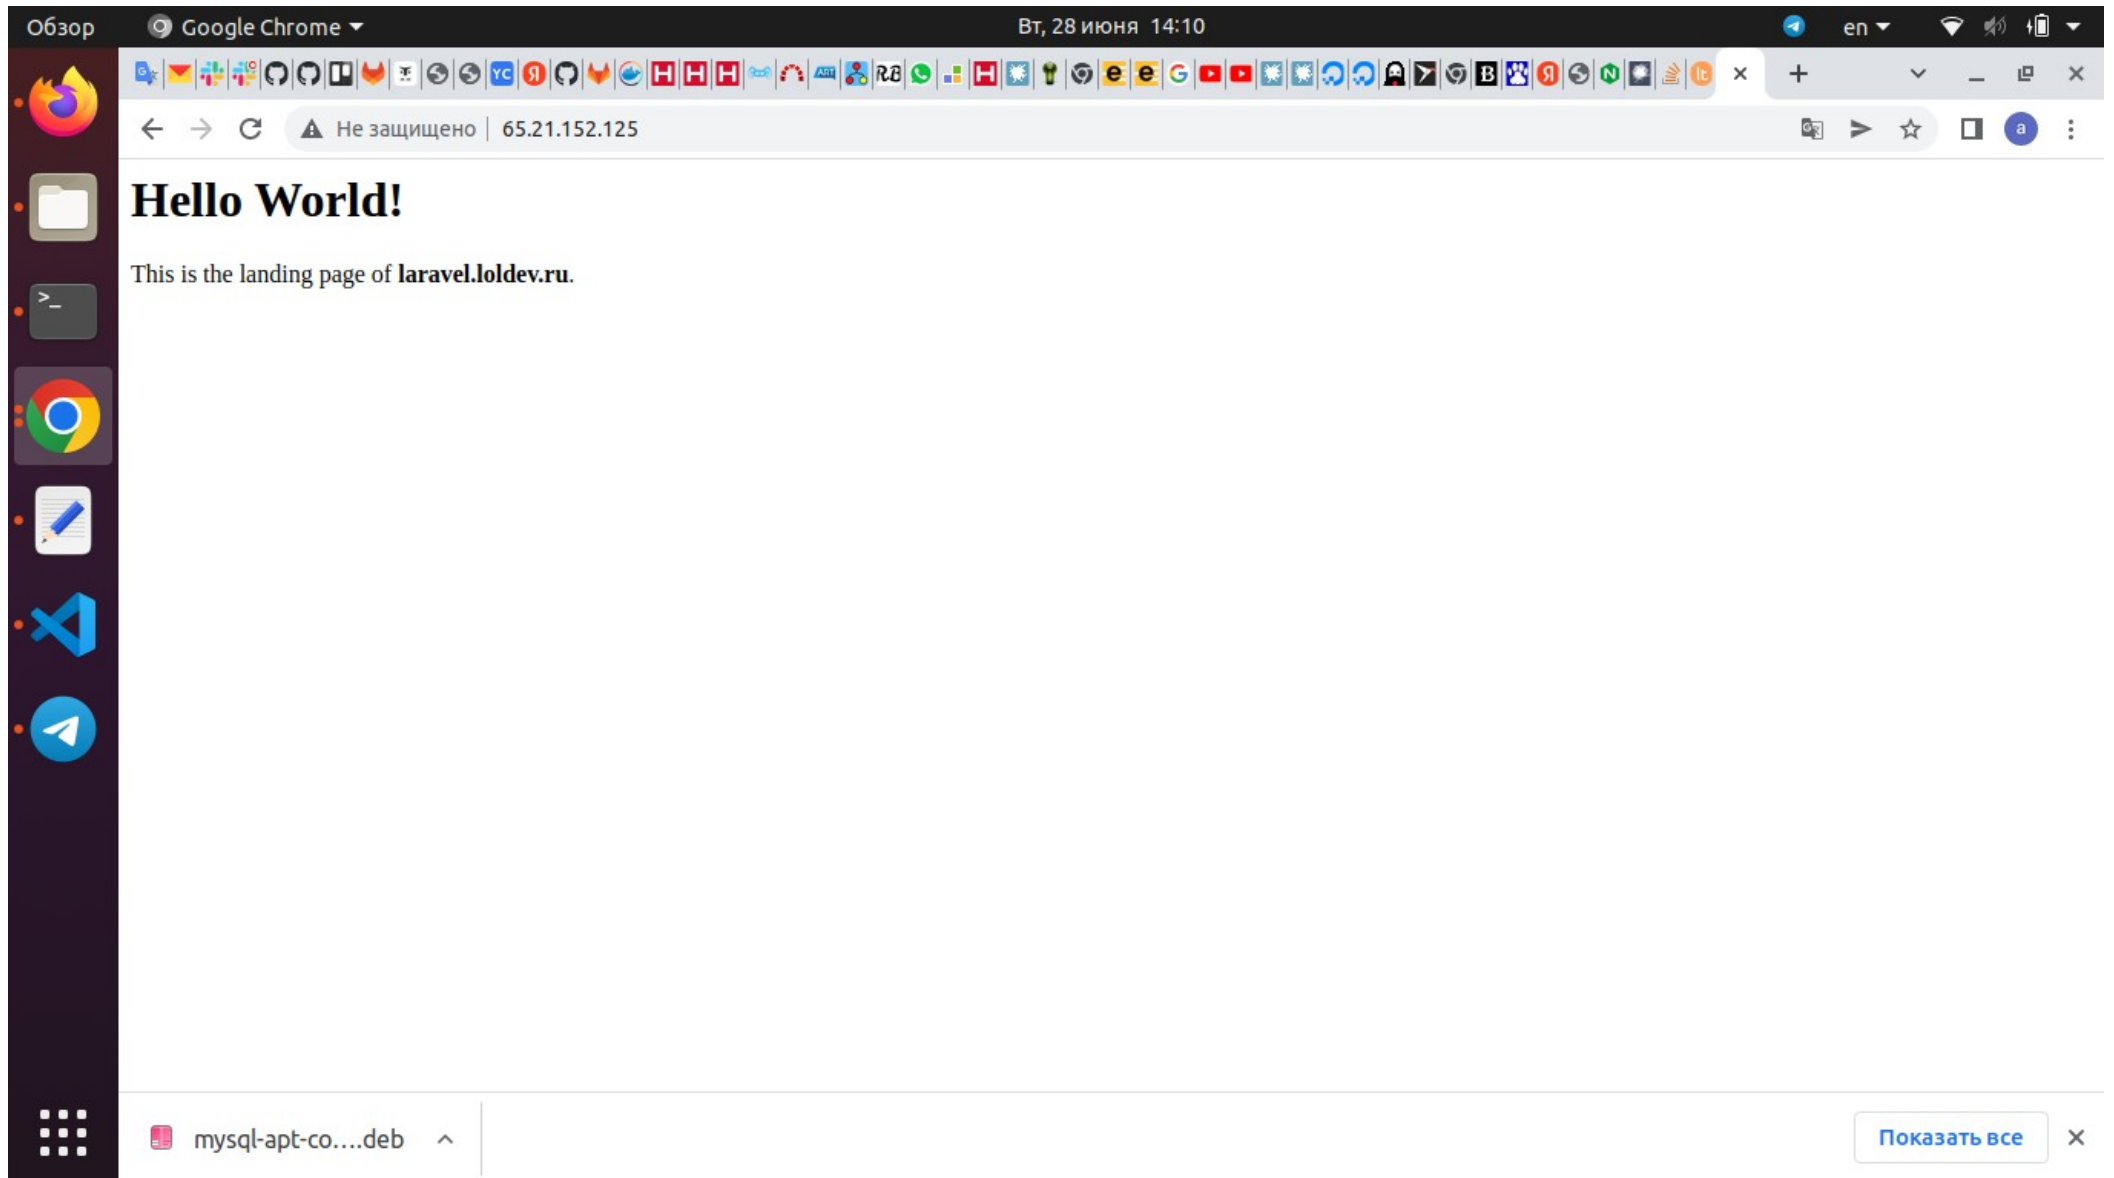 Обзор
Google Chrome
Вт, 28 июня 14:10
en
Не защищено
65.21.152.125
a
Hello World!
This is the landing page of laravel.loldev.ru.
mysql-apt-co....deb
Показать все